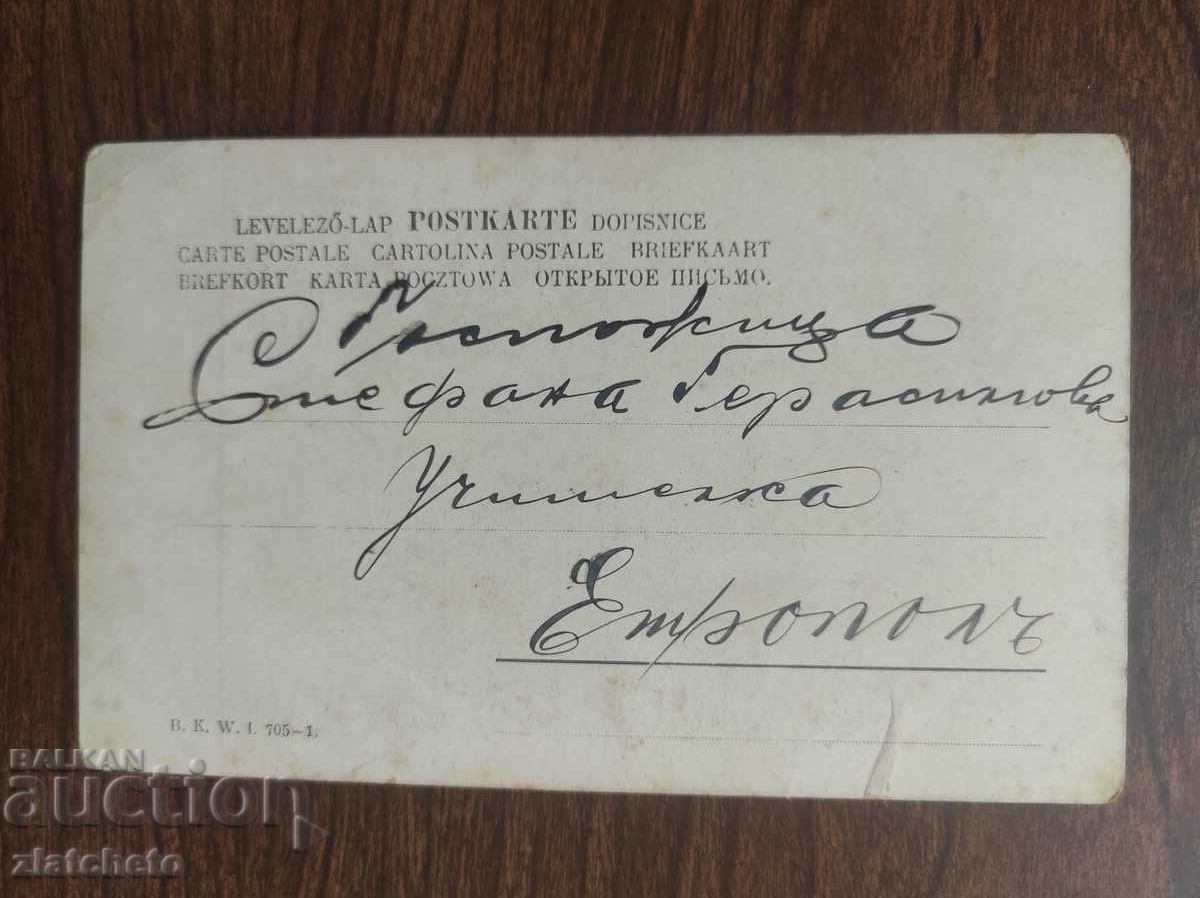 LEVELEZŐ-LAP POSTKARTE DOPISNICE
CARTE POSTALE CARTOLINA POSTALE BRIEFKAART
BREFKORT KARTA POCZTOWA ОТКРЫТОЕ ПИСЬМО.
Госпожица
Стефана Герасимова
Учителка
Етрополъ
B. K. W. I. 705-1.
BALKAN
auction
zlatcheto